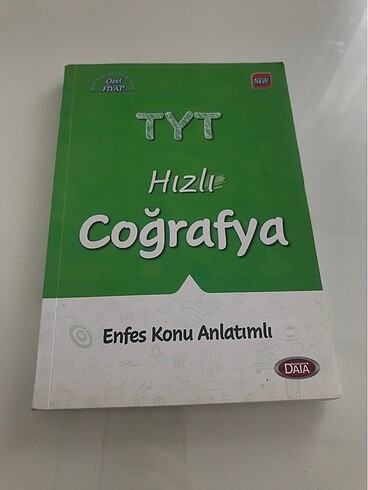 Özel
FİYAT!
NEW
TYT
Hızlı
Coğrafya
Enfes Konu Anlatımlı
DATA